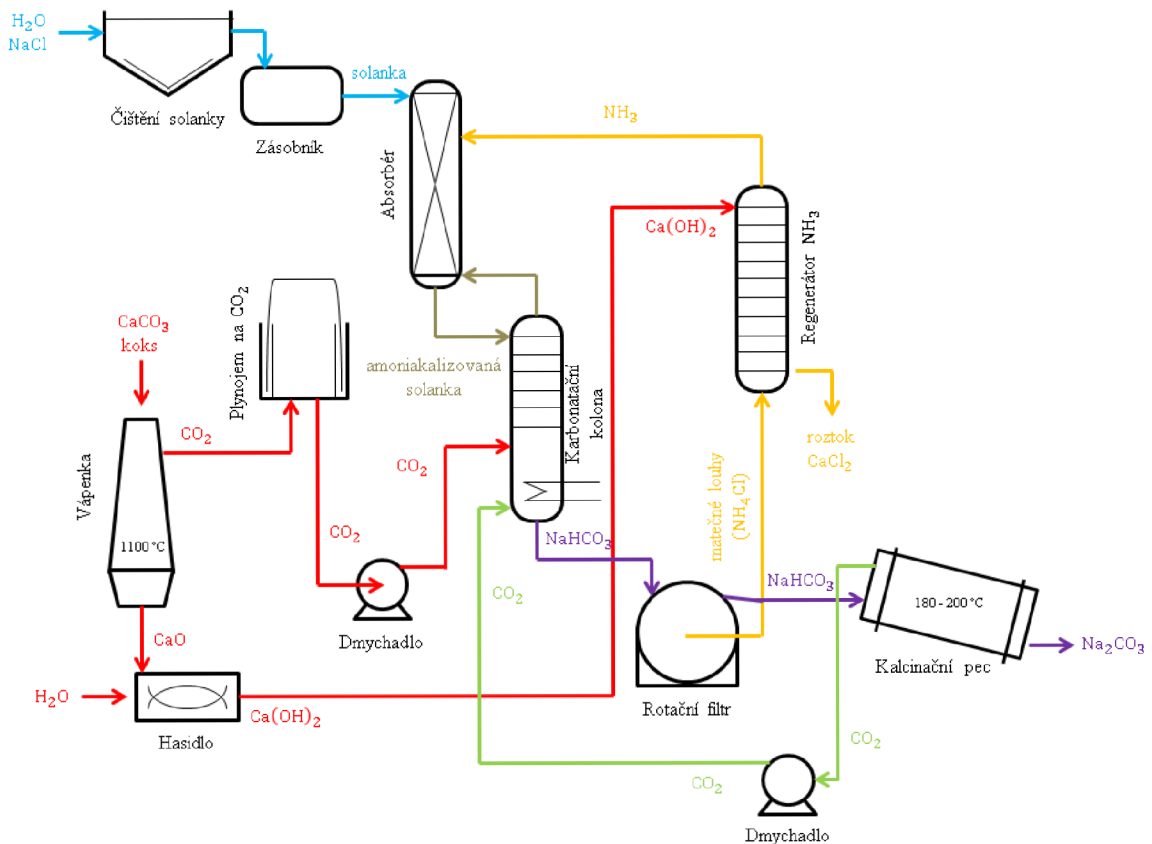 H₂O
NaCl
Čištění solanky
Zásobník
solanka
Absorbér
NH₃
Ca(OH)₂
Regenerátor NH₃
Plynojem na CO₂
CaCO₃
koks
amoniakalizovaná
solanka
Karbonatační
kolona
CO₂
CO₂
roztok
CaCl₂
Vápenka
1100°C
matečné louhy
(NH₄Cl)
CO₂
NaHCO₃
NaHCO₃
CO₂
180-200°C
Dmychadlo
CaO
Na₂CO₃
Kalcinační pec
H₂O
Ca(OH)₂
Hasidlo
Rotační filtr
CO₂
CO₂
Dmychadlo